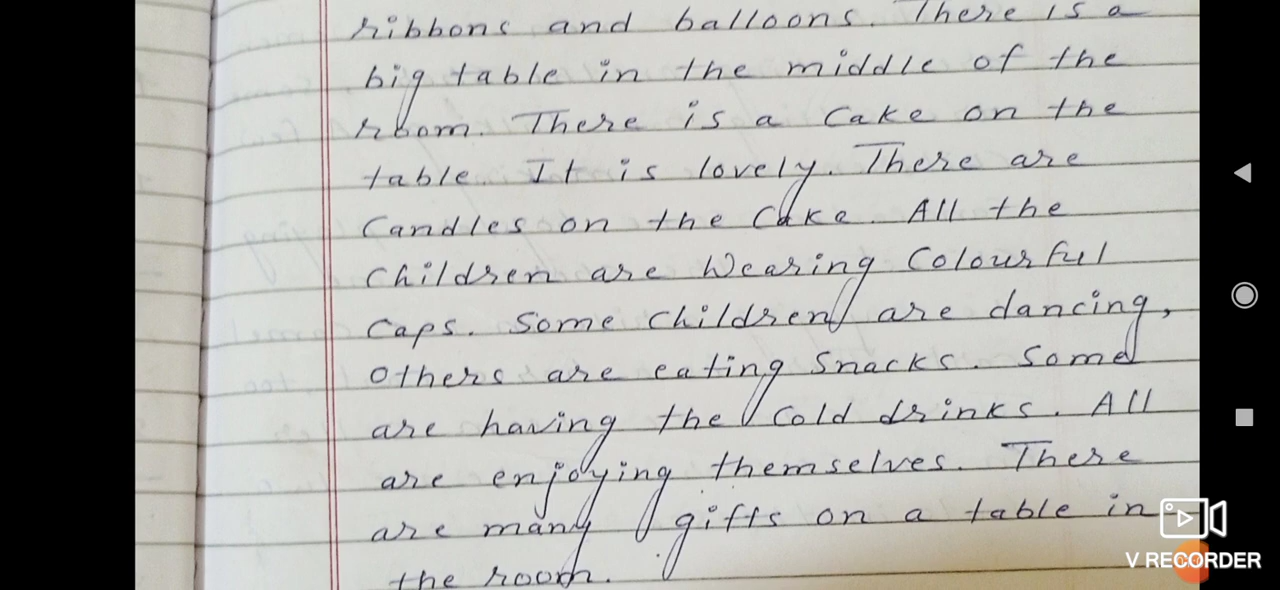 ribbons and balloons. There is a
big table in the middle of the
room. There is a Cake on the
table. It is lovely. There are
Candles on the Cake. All the
Children are Wearing Colourful
Caps. Some Children are dancing,
Others are eating Snacks. Some
are having the Cold drinks. All
are enjoying themselves. There
are many gifts on a table in
the room.
V RECORDER